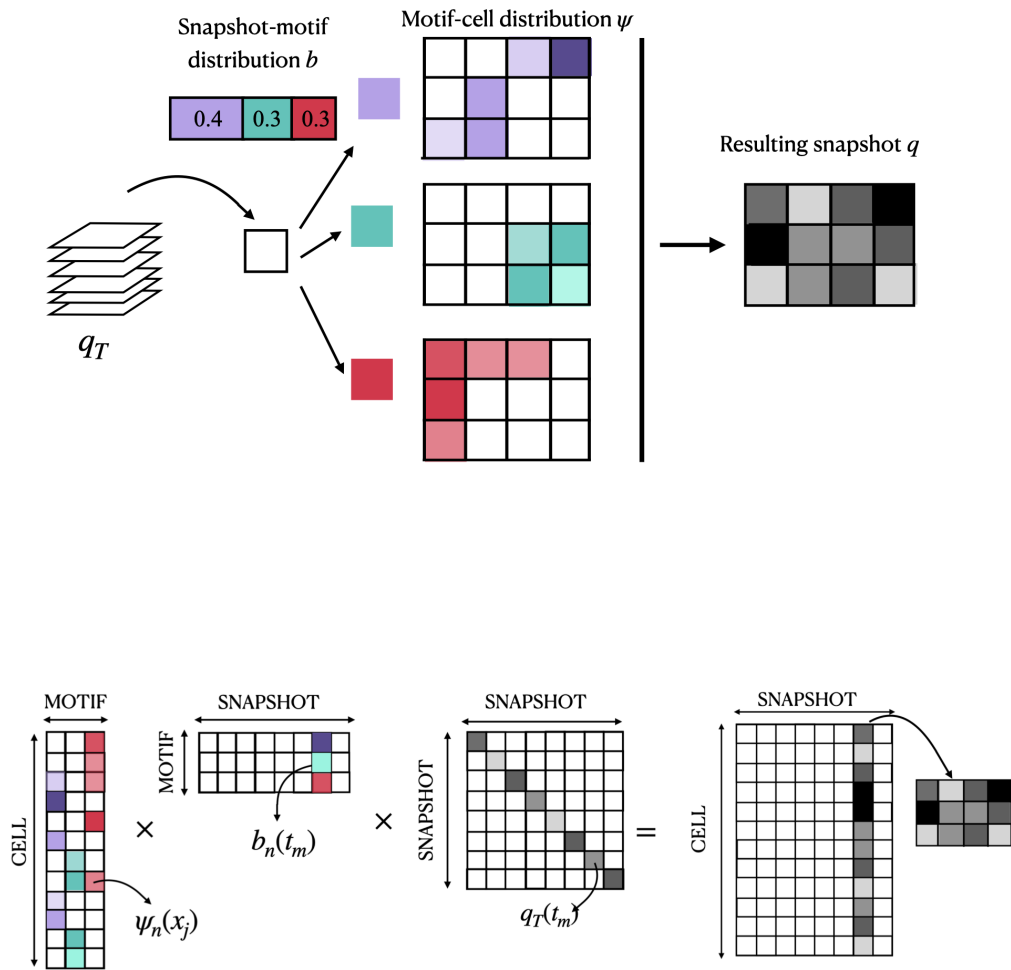 Motif-cell distribution ψ
Snapshot-motif
distribution b
0.4 0.3 0.3
Resulting snapshot q
q_T
MOTIF
SNAPSHOT
SNAPSHOT
SNAPSHOT
CELL
MOTIF
SNAPSHOT
CELL
×
×
=
b_n(t_m)
ψ_n(x_j)
q_T(t_m)